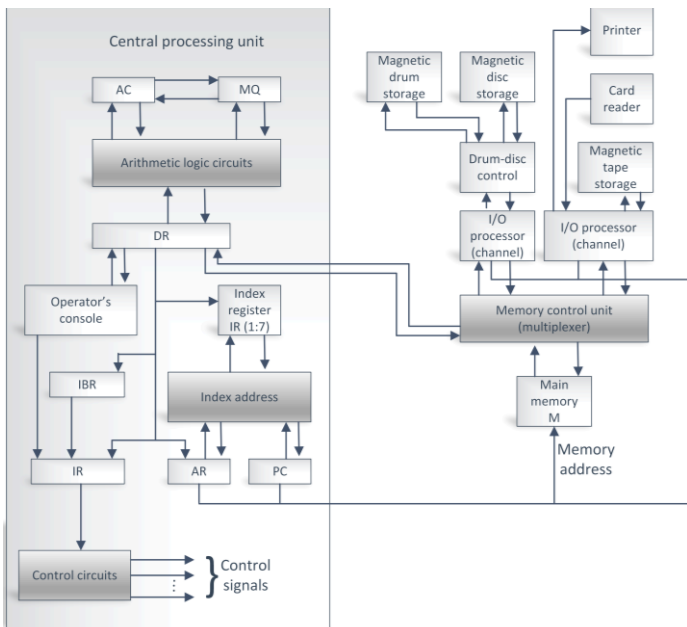 Central processing unit
AC
MQ
Arithmetic logic circuits
DR
Operator's
console
Index
register
IR (1:7)
IBR
Index address
IR
AR
PC
Control circuits
⋮
} Control
signals
Magnetic
drum
storage
Magnetic
disc
storage
Printer
Card
reader
Drum-disc
control
Magnetic
tape
storage
I/O
processor
(channel)
I/O processor
(channel)
Memory control unit
(multiplexer)
Main
memory
M
Memory
address